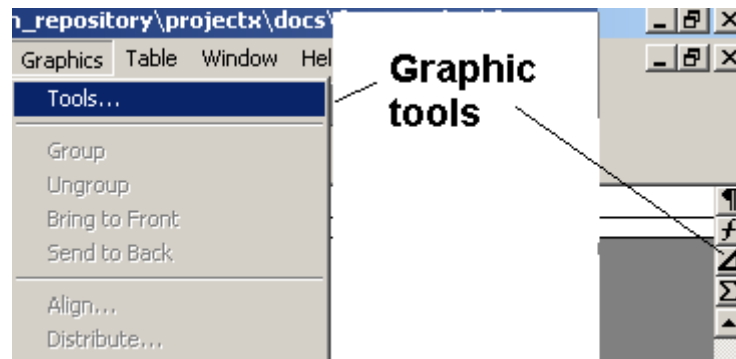 n_repository\projectx\docs\
Graphics Table Window Hel
Graphic
tools
Tools...
Group
Ungroup
Bring to Front
Send to Back
Align...
Distribute...
¶
f
Σ